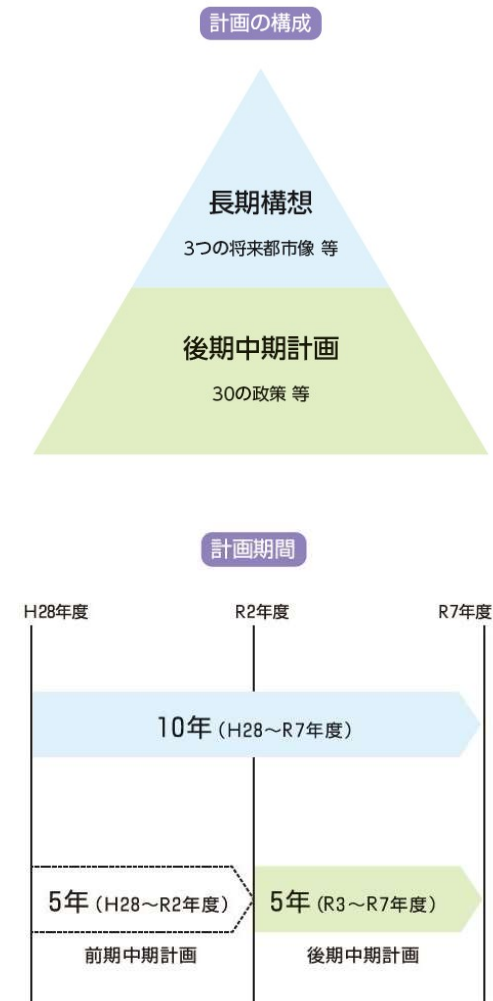 計画の構成
長期構想
3つの将来都市像 等
後期中期計画
30の政策 等
計画期間
H28年度 R2年度 R7年度
10年 (H28～R7年度)
5年 (H28～R2年度) 5年 (R3～R7年度)
前期中期計画 後期中期計画